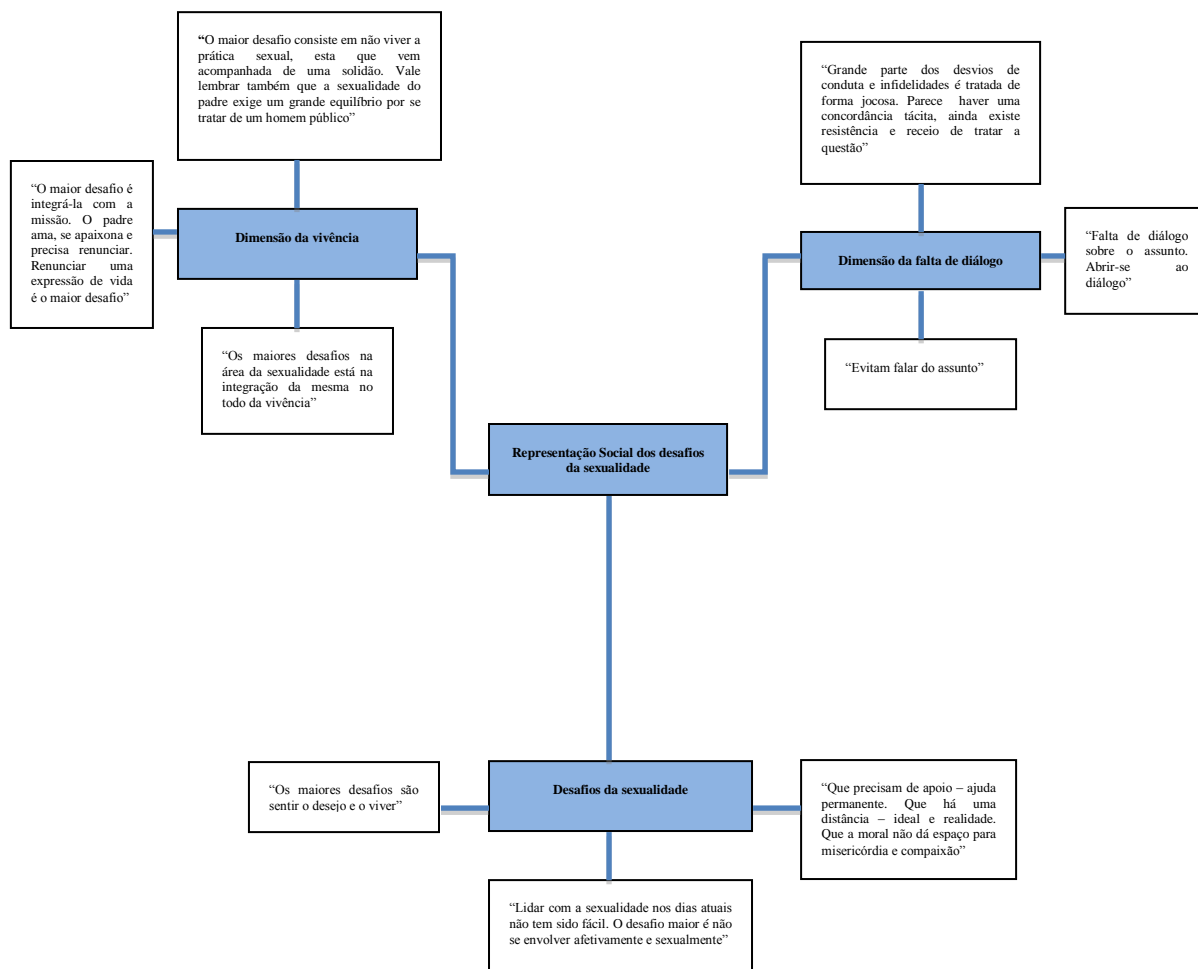 “O maior desafio consiste em não viver a
prática sexual, esta que vem
acompanhada de uma solidão. Vale
lembrar também que a sexualidade do
padre exige um grande equilíbrio por se
tratar de um homem público”
“Grande parte dos desvios de
conduta e infidelidades é tratada de
forma jocosa. Parece haver uma
concordância tácita, ainda existe
resistência e receio de tratar a
questão”
“O maior desafio é
integrá-la com a
missão. O padre
ama, se apaixona e
precisa renunciar.
Renunciar uma
expressão de vida
é o maior desafio”
Dimensão da vivência
Dimensão da falta de diálogo
“Falta de diálogo
sobre o assunto.
Abrir-se ao
diálogo”
“Os maiores desafios na
área da sexualidade está na
integração da mesma no
todo da vivência”
“Evitam falar do assunto”
Representação Social dos desafios
da sexualidade
“Os maiores desafios são
sentir o desejo e o viver”
Desafios da sexualidade
“Que precisam de apoio – ajuda
permanente. Que há uma
distância – ideal e realidade.
Que a moral não dá espaço para
misericórdia e compaixão”
“Lidar com a sexualidade nos dias atuais
não tem sido fácil. O desafio maior é não
se envolver afetivamente e sexualmente”